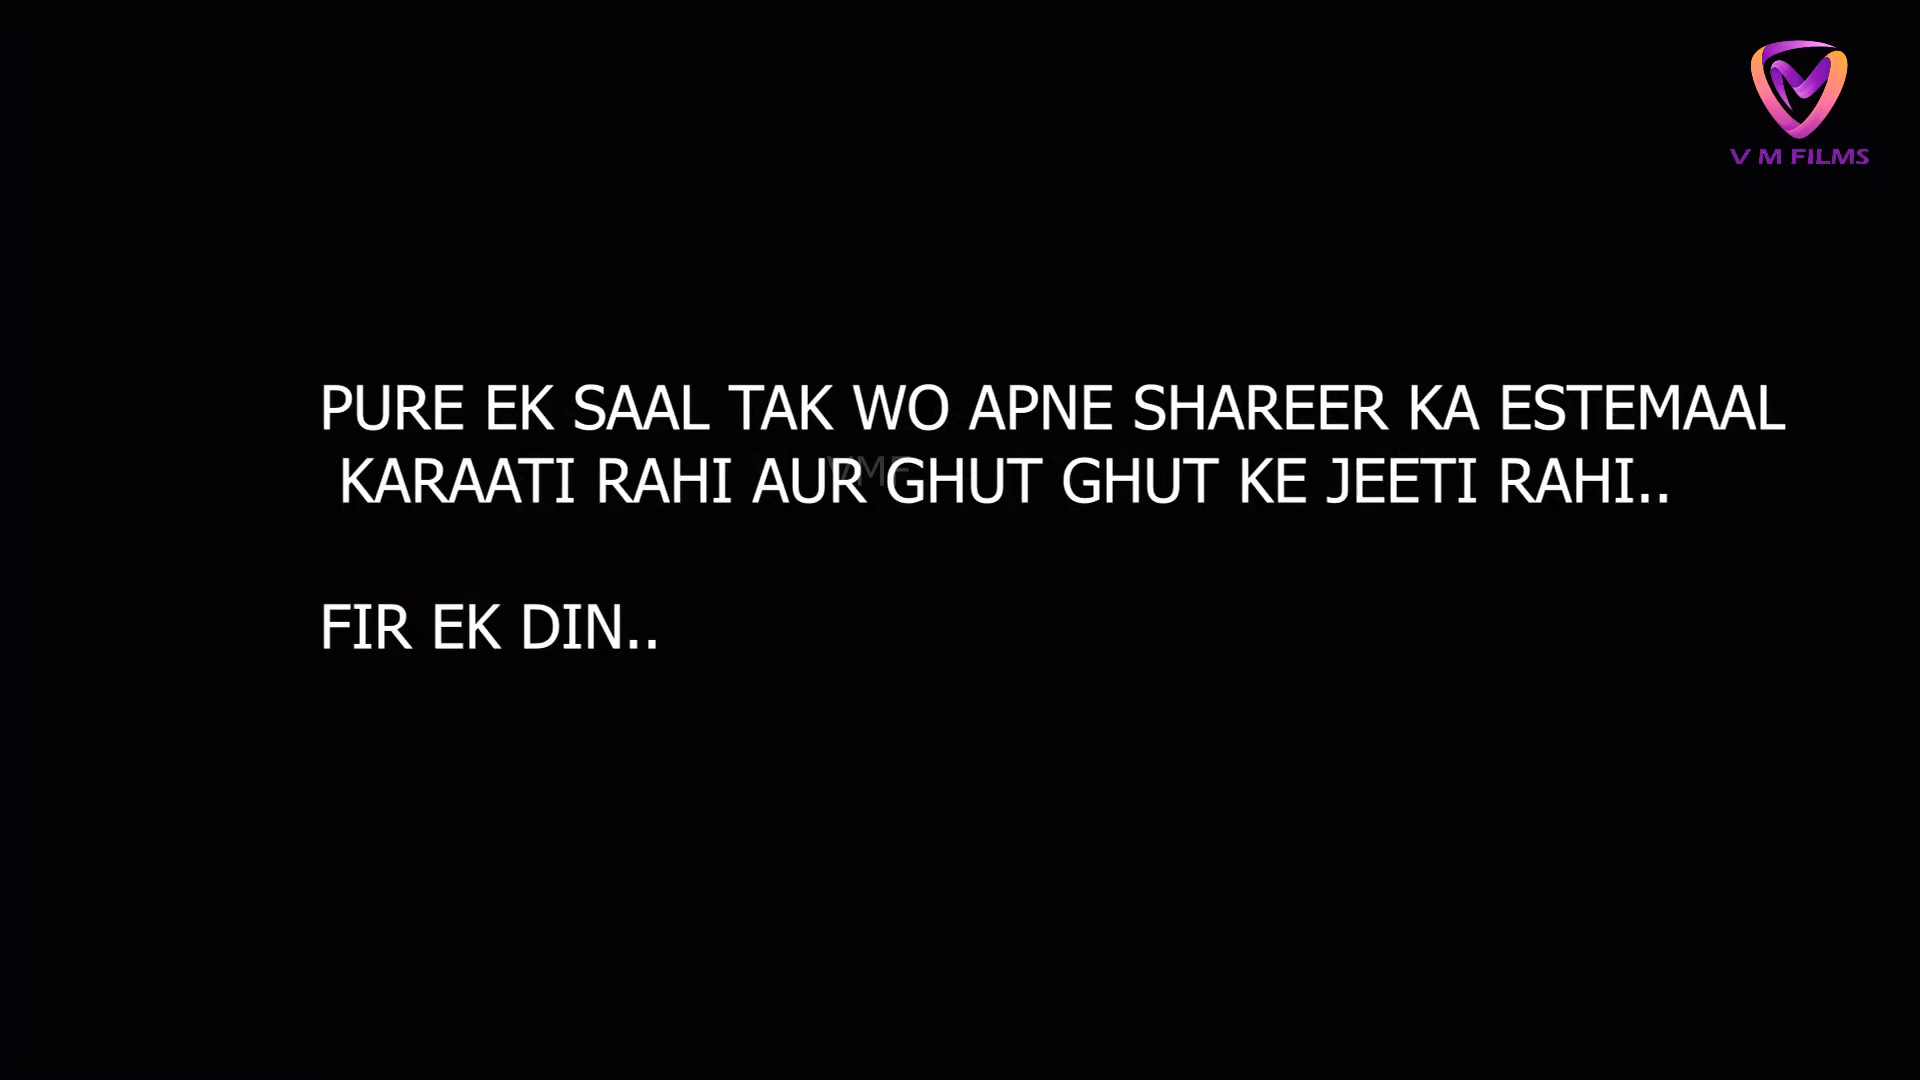 V M FILMS
PURE EK SAAL TAK WO APNE SHAREER KA ESTEMAAL
KARAATI RAHI AUR GHUT GHUT KE JEETI RAHI..
VMF
FIR EK DIN..